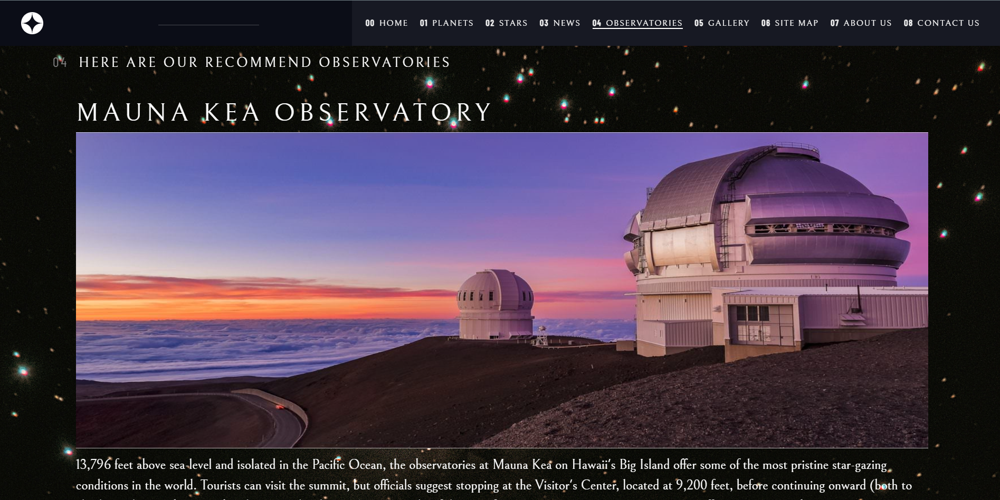 00 HOME 01 PLANETS 02 STARS 03 NEWS 04 OBSERVATORIES 05 GALLERY 06 SITE MAP 07 ABOUT US 08 CONTACT US
04 HERE ARE OUR RECOMMEND OBSERVATORIES
MAUNA KEA OBSERVATORY
13,796 feet above sea-level and isolated in the Pacific Ocean, the observatories at Mauna Kea on Hawaii's Big Island offer some of the most pristine star-gazing
conditions in the world. Tourists can visit the summit, but officials suggest stopping at the Visitor's Center, located at 9,200 feet, before continuing onward (both to